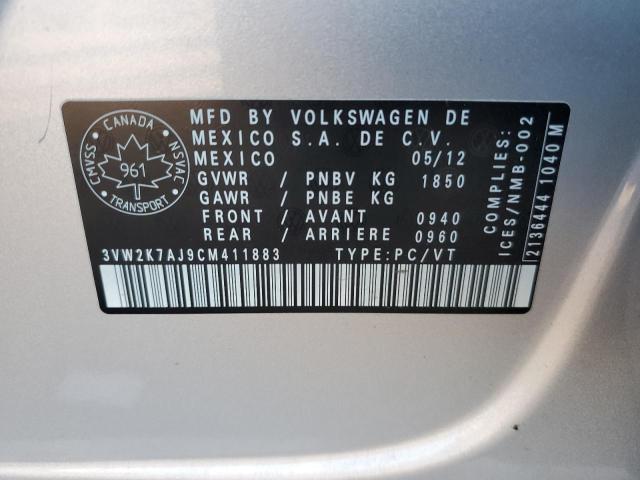 CANADA
CMVSS
NSVAC
961
TRANSPORT
MFD BY VOLKSWAGEN DE
MEXICO S.A. DE C.V.
MEXICO 05/12
GVWR / PNBV KG 1850
GAWR / PNBE KG
FRONT / AVANT 0940
REAR / ARRIERE 0960
3VW2K7AJ9CM411883 TYPE:PC/VT
COMPLIES:
ICES/NMB-002
2136444 1040 M